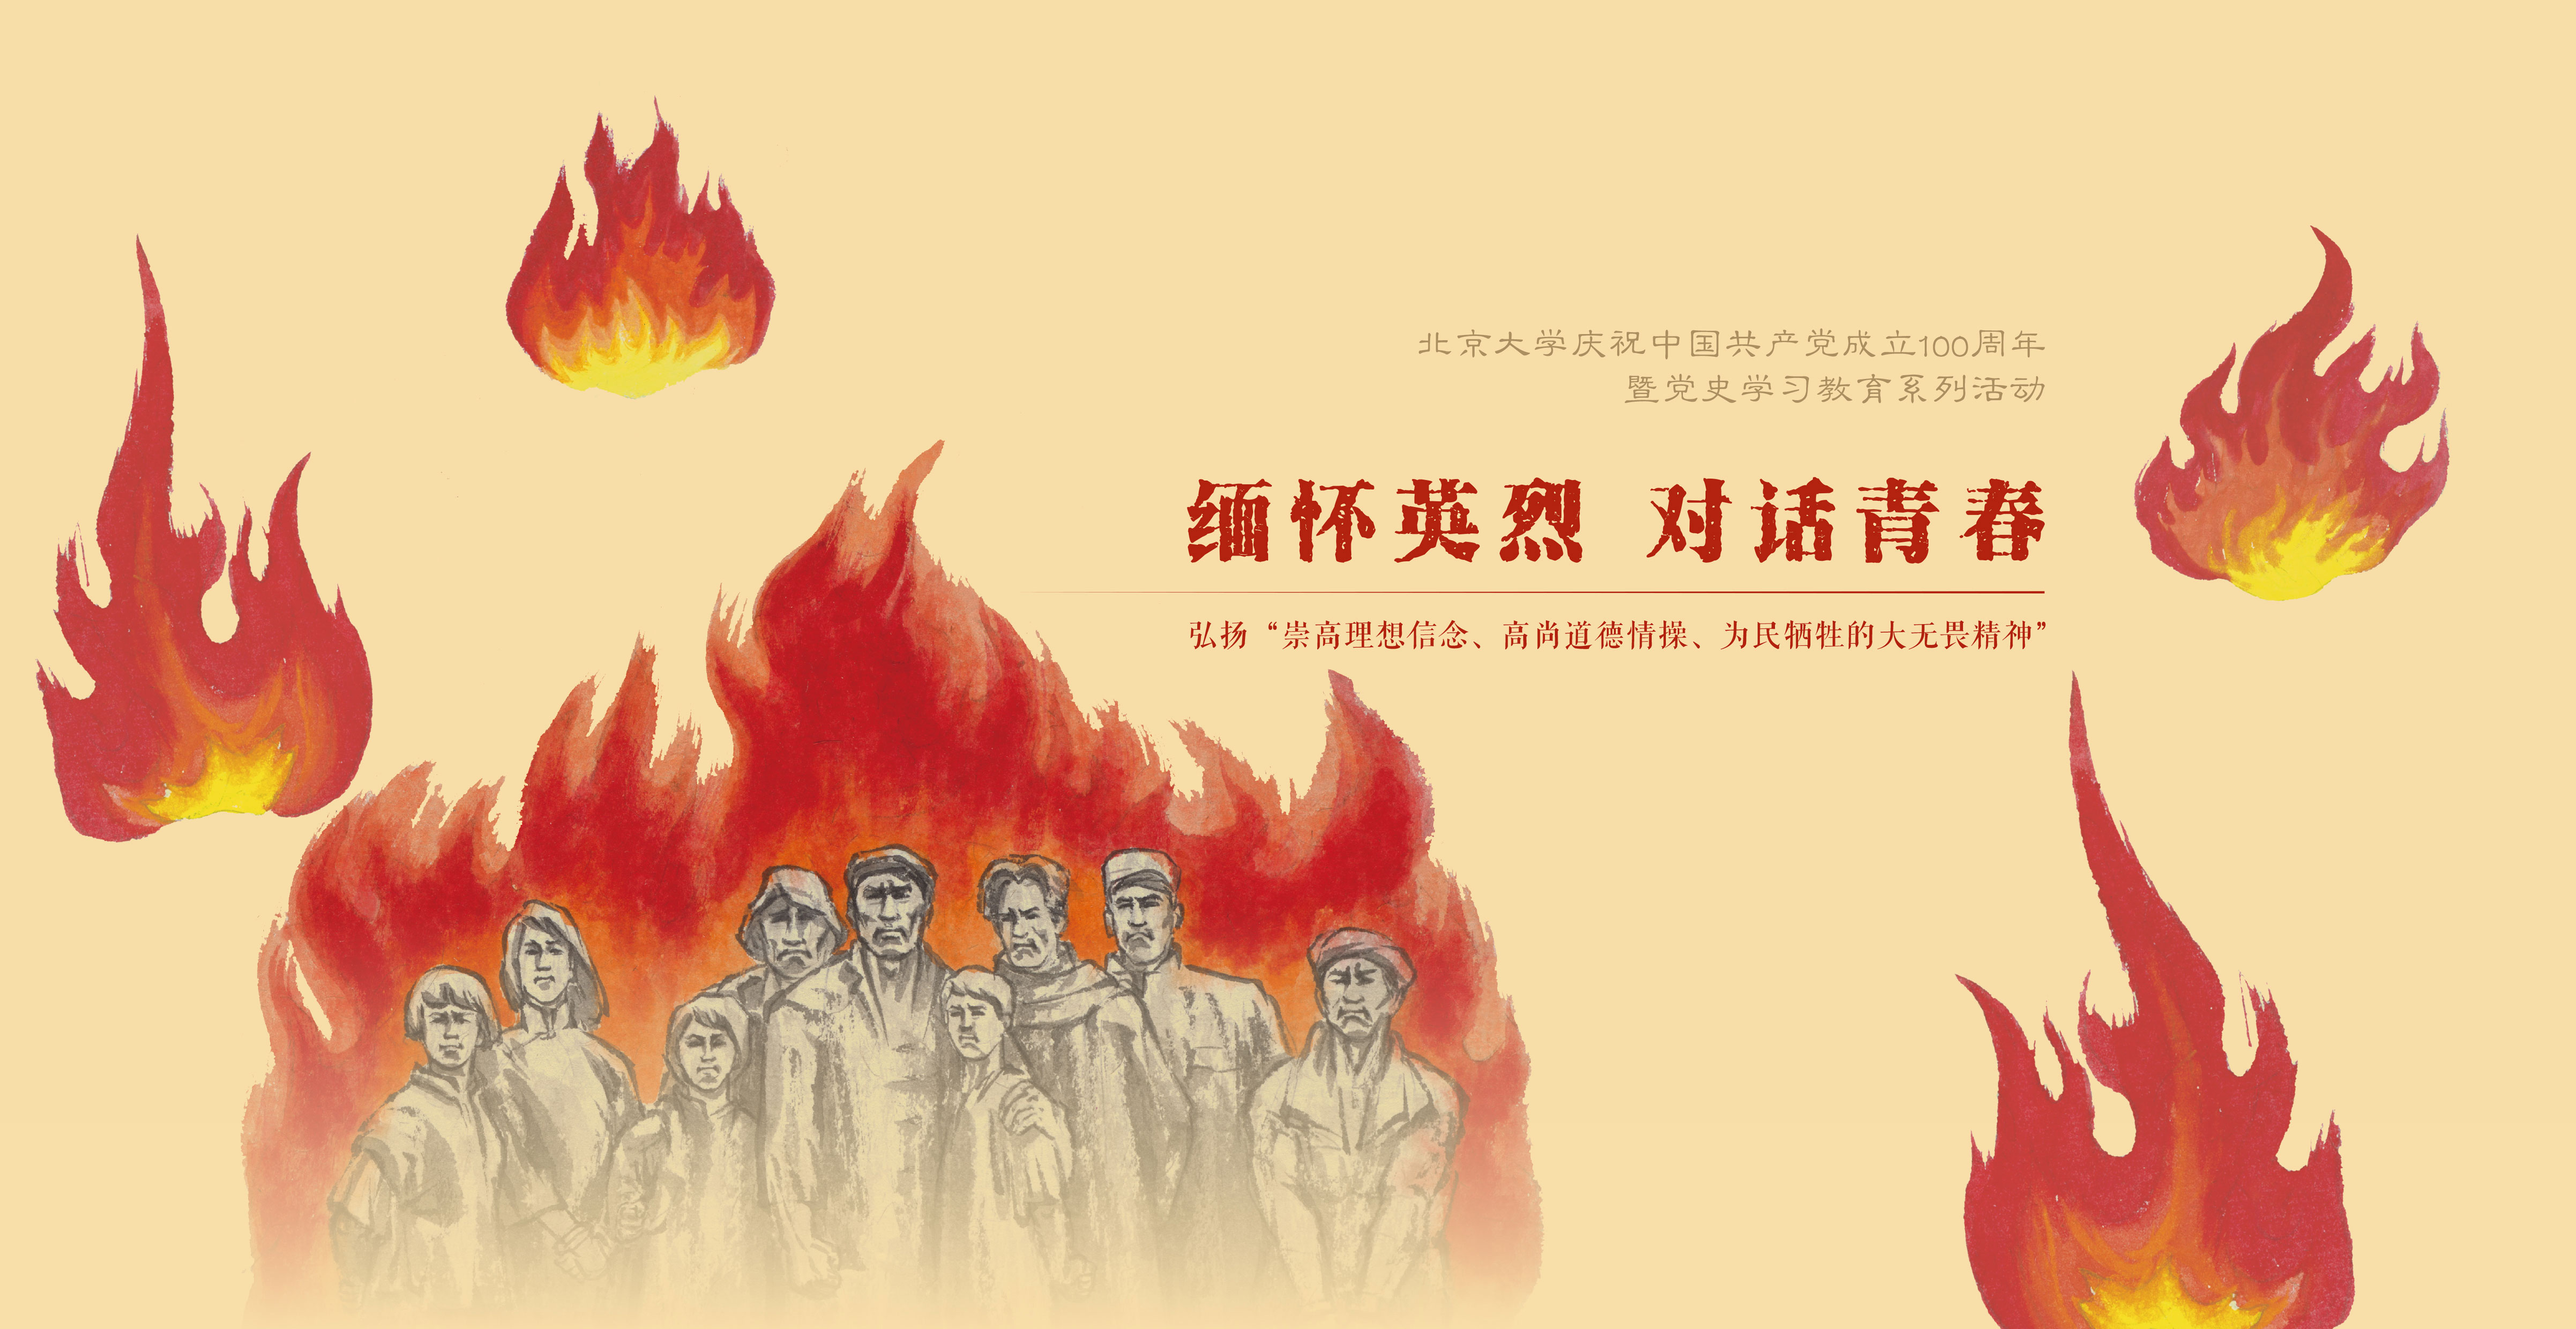 北京大学庆祝中国共产党成立100周年
暨党史学习教育系列活动
缅怀英烈 对话青春
弘扬“崇高理想信念、高尚道德情操、为民牺牲的大无畏精神”